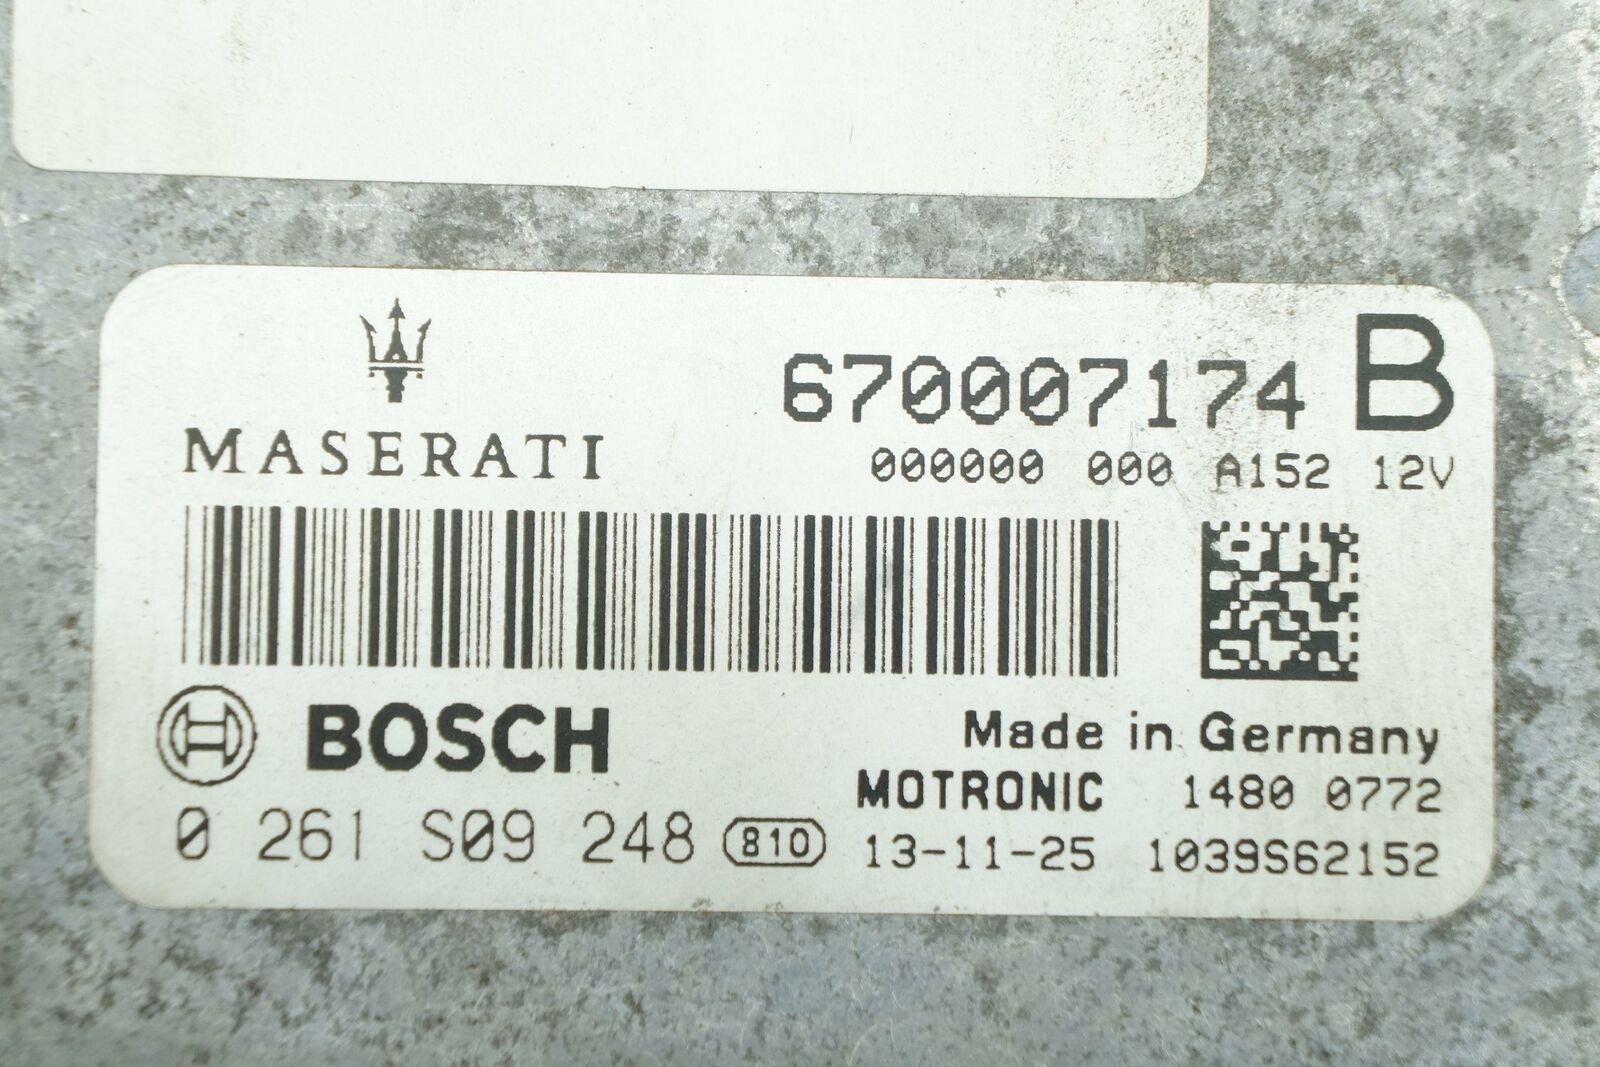 MASERATI
670007174 B
000000 000 A152 12V
BOSCH
Made in Germany
MOTRONIC 1480 0772
0 261 S09 248 810 13-11-25 1039S62152